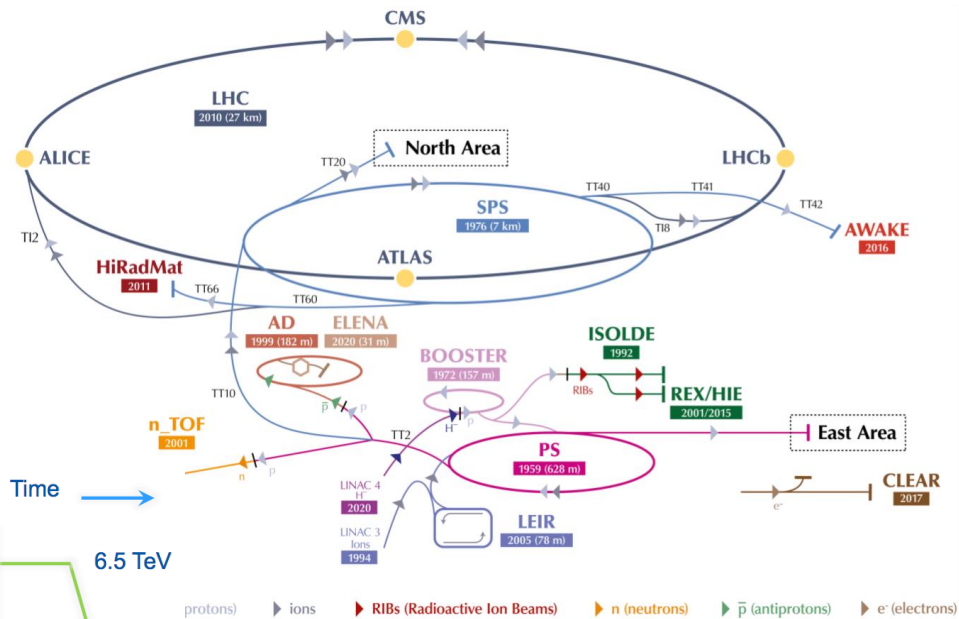 CMS
LHC
2010 (27 km)
North Area
TT20
ALICE
LHCb
TT40
TT41
SPS
1976 (7 km)
TT42
TI8
AWAKE
2016
TI2
ATLAS
HiRadMat
2011
TT66
TT60
AD
1999 (182 m)
ELENA
2020 (31 m)
ISOLDE
1992
BOOSTER
1972 (157 m)
RIBs
REX/HIE
2001/2015
TT10
p̅
p
TT2
H⁻
p
n_TOF
2001
East Area
PS
1959 (628 m)
n
p
Time
LINAC 4
H⁻
2020
CLEAR
2017
e⁻
LEIR
2005 (78 m)
LINAC 3
Ions
1994
6.5 TeV
protons)
ions
RIBs (Radioactive Ion Beams)
n (neutrons)
p̅ (antiprotons)
e⁻ (electrons)